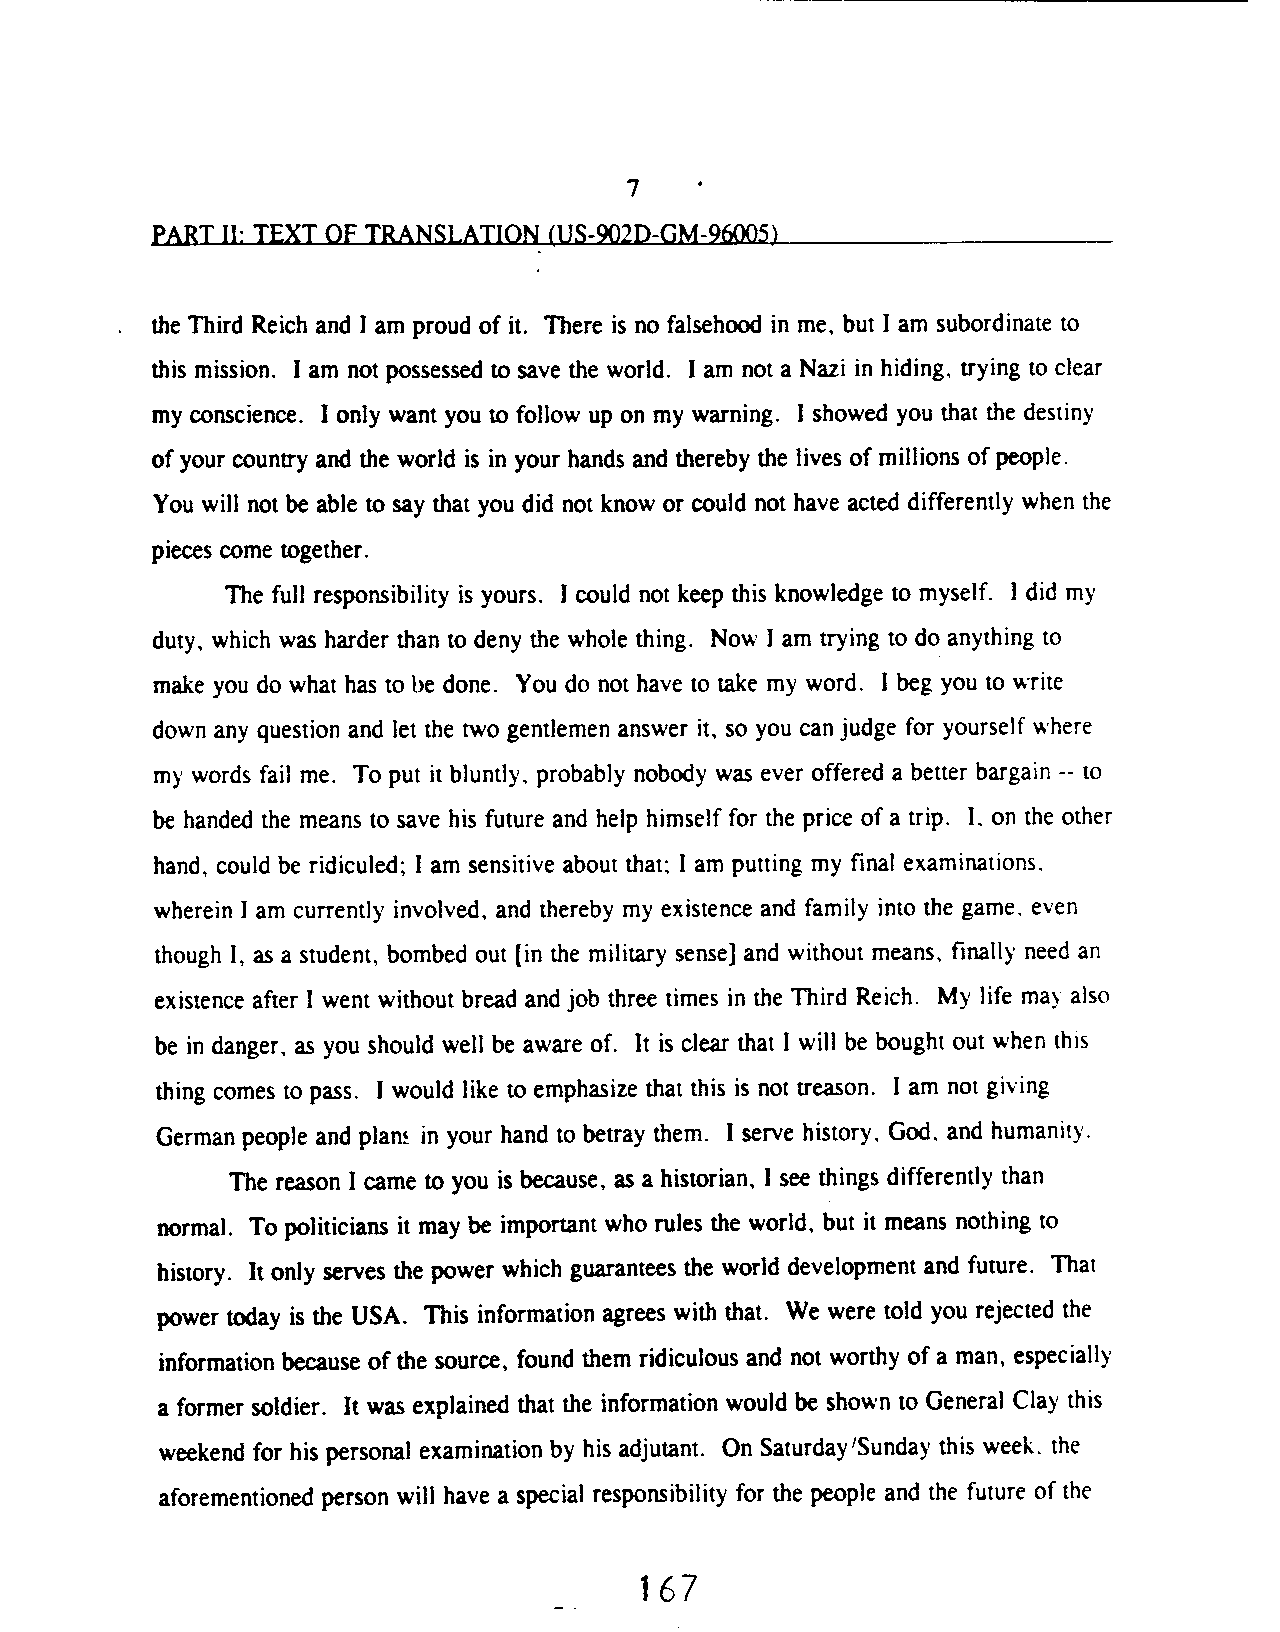 7
PART II: TEXT OF TRANSLATION (US-902D-GM-96005)
the Third Reich and I am proud of it. There is no falsehood in me, but I am subordinate to
this mission. I am not possessed to save the world. I am not a Nazi in hiding, trying to clear
my conscience. I only want you to follow up on my warning. I showed you that the destiny
of your country and the world is in your hands and thereby the lives of millions of people.
You will not be able to say that you did not know or could not have acted differently when the
pieces come together.
The full responsibility is yours. I could not keep this knowledge to myself. I did my
duty, which was harder than to deny the whole thing. Now I am trying to do anything to
make you do what has to be done. You do not have to take my word. I beg you to write
down any question and let the two gentlemen answer it, so you can judge for yourself where
my words fail me. To put it bluntly, probably nobody was ever offered a better bargain -- to
be handed the means to save his future and help himself for the price of a trip. I, on the other
hand, could be ridiculed; I am sensitive about that; I am putting my final examinations,
wherein I am currently involved, and thereby my existence and family into the game, even
though I, as a student, bombed out [in the military sense] and without means, finally need an
existence after I went without bread and job three times in the Third Reich. My life may also
be in danger, as you should well be aware of. It is clear that I will be bought out when this
thing comes to pass. I would like to emphasize that this is not treason. I am not giving
German people and plans in your hand to betray them. I serve history, God, and humanity.
The reason I came to you is because, as a historian, I see things differently than
normal. To politicians it may be important who rules the world, but it means nothing to
history. It only serves the power which guarantees the world development and future. That
power today is the USA. This information agrees with that. We were told you rejected the
information because of the source, found them ridiculous and not worthy of a man, especially
a former soldier. It was explained that the information would be shown to General Clay this
weekend for his personal examination by his adjutant. On Saturday/Sunday this week, the
aforementioned person will have a special responsibility for the people and the future of the
167